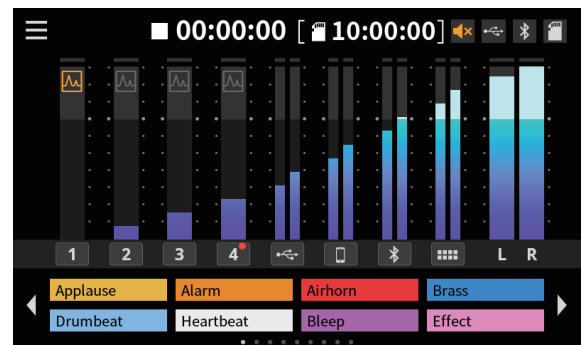 00:00:00 [ 10:00:00]
1 2 3 4 L R
Applause Alarm Airhorn Brass
Drumbeat Heartbeat Bleep Effect